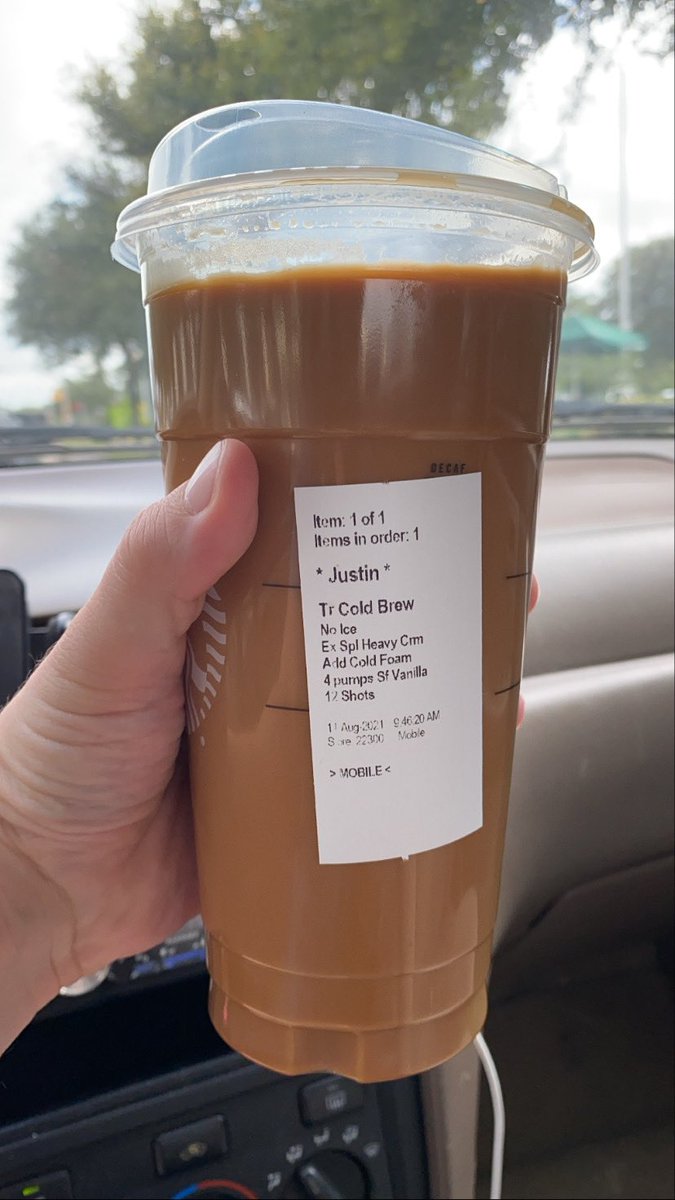 DECAF
Item: 1 of 1
Items in order: 1
* Justin *
Tr Cold Brew
No Ice
Ex Spl Heavy Crm
Add Cold Foam
4 pumps Sf Vanilla
12 Shots
11 Aug-2021 9:46:20 AM
Store: 22300 Mobile
> MOBILE <